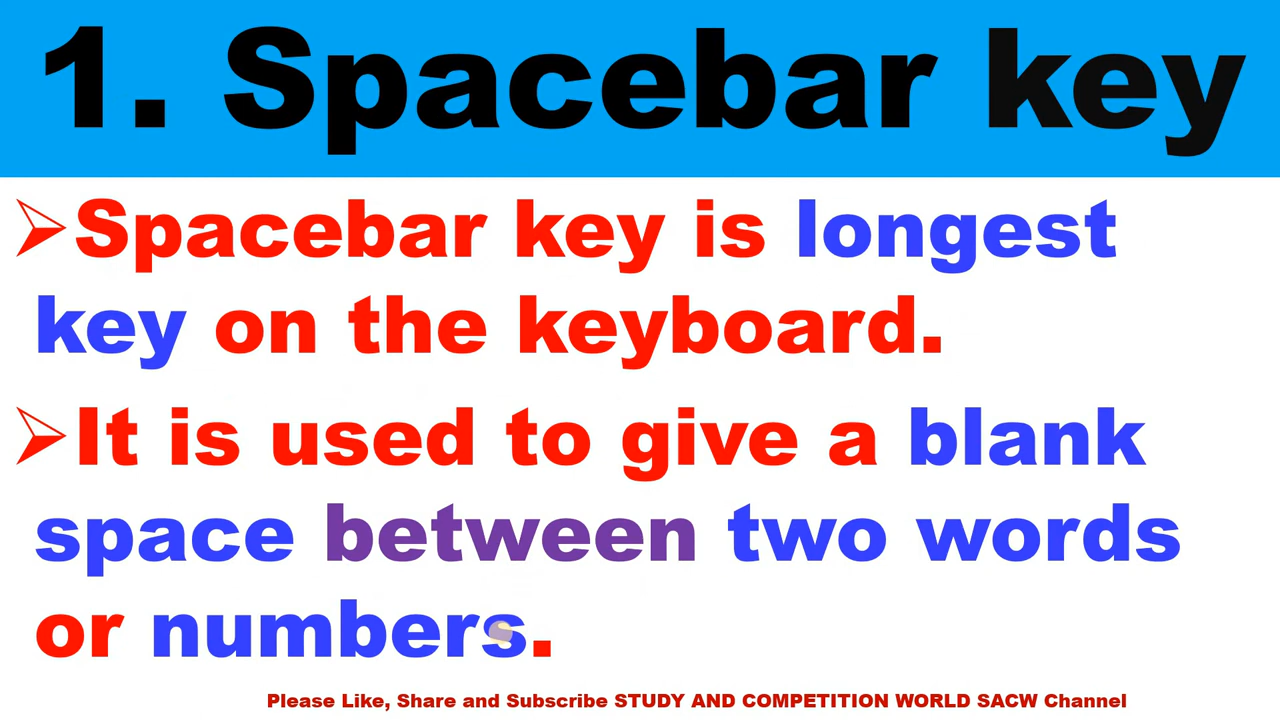 1. Spacebar key
➢Spacebar key is longest
key on the keyboard.
➢It is used to give a blank
space between two words
or numbers.
Please Like, Share and Subscribe STUDY AND COMPETITION WORLD SACW Channel